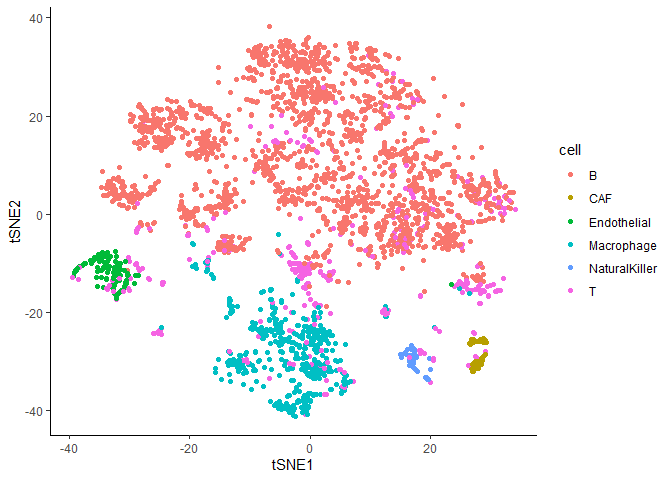 40
20
0
-20
-40
tSNE2
-40
-20
0
20
tSNE1
cell
B
CAF
Endothelial
Macrophage
NaturalKiller
T